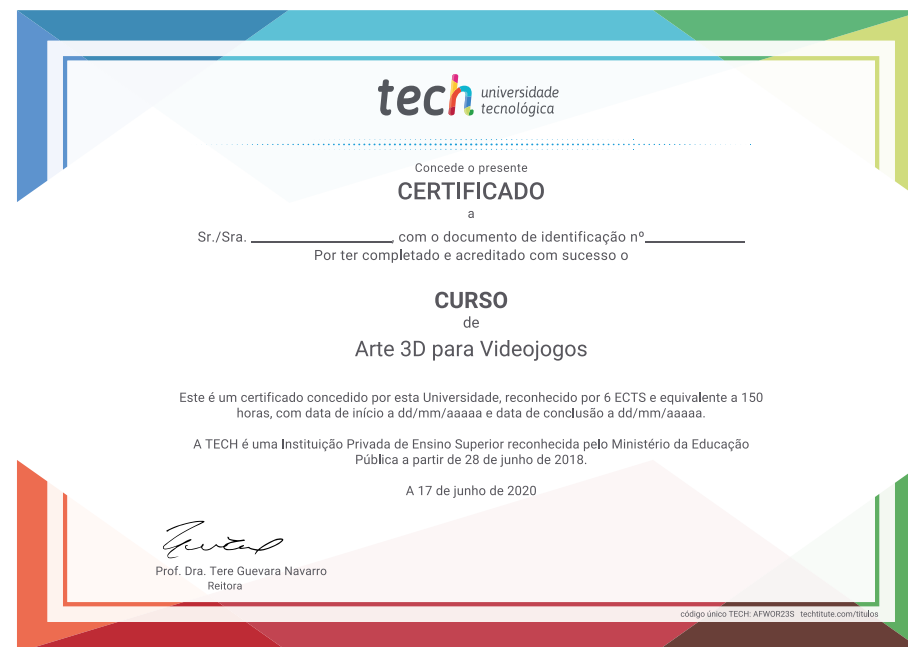 tech universidade
tecnológica
Concede o presente
CERTIFICADO
a
Sr./Sra. ____________, com o documento de identificação nº_________
Por ter completado e acreditado com sucesso o
CURSO
de
Arte 3D para Videojogos
Este é um certificado concedido por esta Universidade, reconhecido por 6 ECTS e equivalente a 150
horas, com data de início a dd/mm/aaaaa e data de conclusão a dd/mm/aaaaa.
A TECH é uma Instituição Privada de Ensino Superior reconhecida pelo Ministério da Educação
Pública a partir de 28 de junho de 2018.
A 17 de junho de 2020
Prof. Dra. Tere Guevara Navarro
Reitora
código único TECH: AFWOR23S techtitute.com/titulos